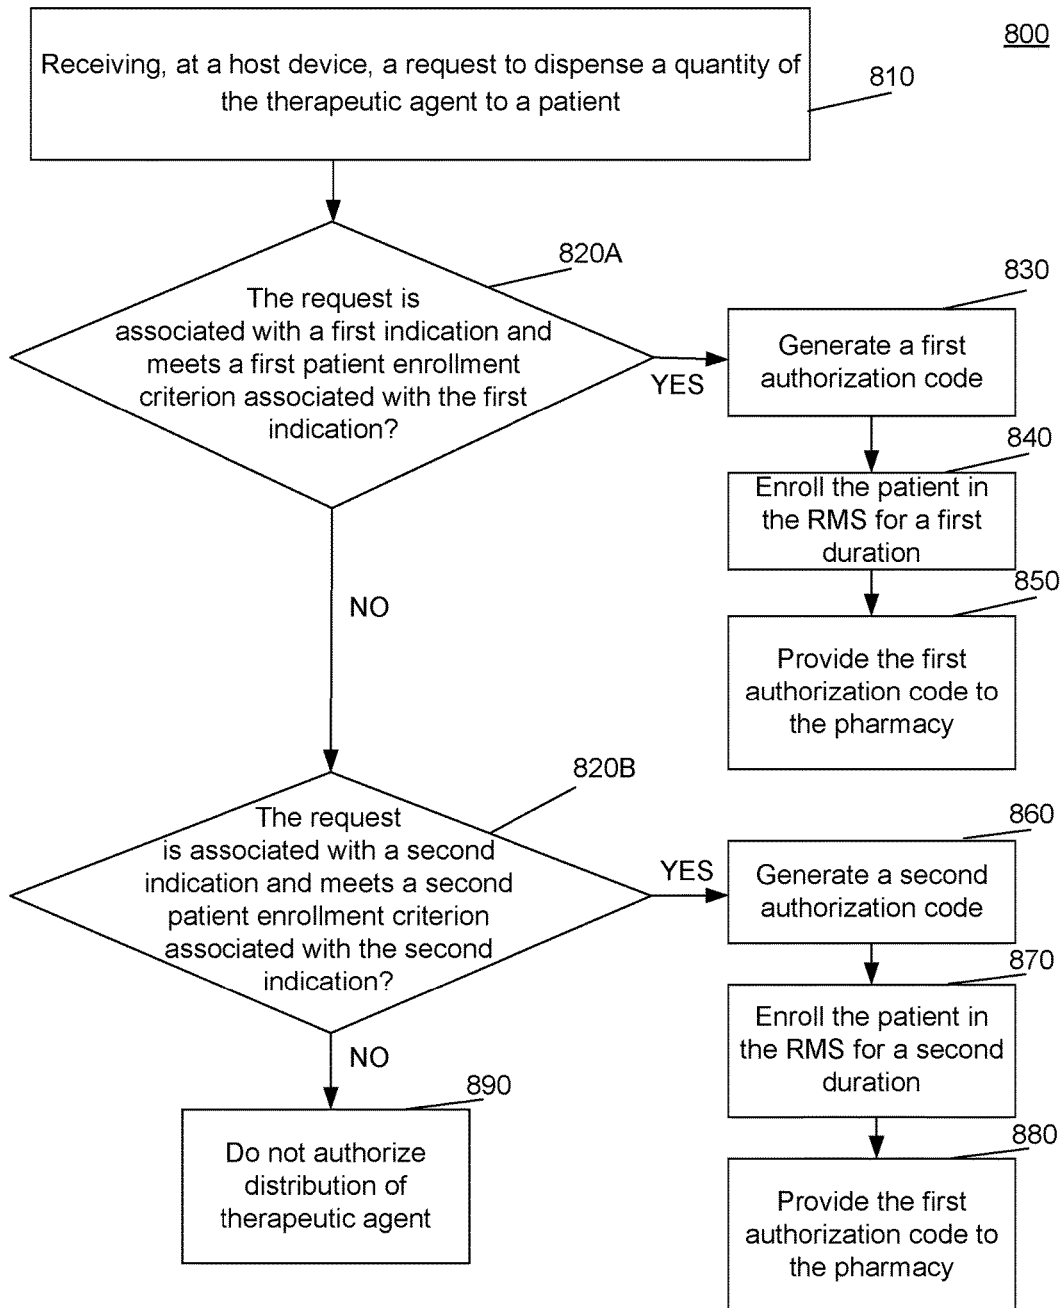 800
Receiving, at a host device, a request to dispense a quantity of
the therapeutic agent to a patient
810
820A
The request is
associated with a first indication and
meets a first patient enrollment
criterion associated with the first
indication?
YES
830
Generate a first
authorization code
840
Enroll the patient in
the RMS for a first
duration
850
Provide the first
authorization code to
the pharmacy
NO
820B
The request
is associated with a second
indication and meets a second
patient enrollment criterion
associated with the second
indication?
YES
860
Generate a second
authorization code
870
Enroll the patient in
the RMS for a second
duration
880
Provide the first
authorization code to
the pharmacy
NO
890
Do not authorize
distribution of
therapeutic agent